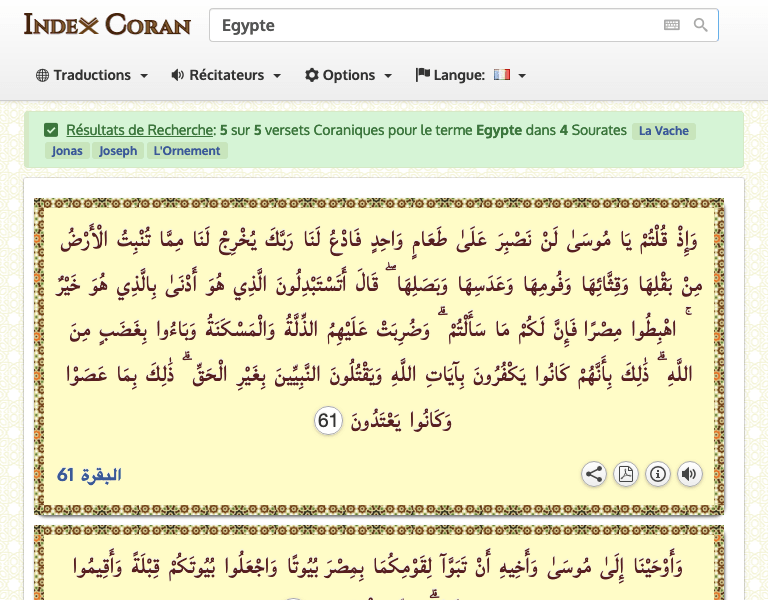 INDEX CORAN
Egypte
Traductions
Récitateurs
Options
Langue:
Résultats de Recherche: 5 sur 5 versets Coraniques pour le terme Egypte dans 4 Sourates La Vache
Jonas Joseph L'Ornement
وَإِذْ قُلْتُمْ يَا مُوسَىٰ لَنْ نَصْبِرَ عَلَىٰ طَعَامٍ وَاحِدٍ فَادْعُ لَنَا رَبَّكَ يُخْرِجْ لَنَا مِمَّا تُنْبِتُ الْأَرْضُ
مِنْ بَقْلِهَا وَقِثَّائِهَا وَفُومِهَا وَعَدَسِهَا وَبَصَلِهَا ۖ قَالَ أَتَسْتَبْدِلُونَ الَّذِي هُوَ أَدْنَىٰ بِالَّذِي هُوَ خَيْرٌ
ۚ اهْبِطُوا مِصْرًا فَإِنَّ لَكُمْ مَا سَأَلْتُمْ ۗ وَضُرِبَتْ عَلَيْهِمُ الذِّلَّةُ وَالْمَسْكَنَةُ وَبَاءُوا بِغَضَبٍ مِنَ
اللَّهِ ۗ ذَٰلِكَ بِأَنَّهُمْ كَانُوا يَكْفُرُونَ بِآيَاتِ اللَّهِ وَيَقْتُلُونَ النَّبِيِّينَ بِغَيْرِ الْحَقِّ ۗ ذَٰلِكَ بِمَا عَصَوْا
وَكَانُوا يَعْتَدُونَ 61
البقرة 61
وَأَوْحَيْنَا إِلَىٰ مُوسَىٰ وَأَخِيهِ أَنْ تَبَوَّآ لِقَوْمِكُمَا بِمِصْرَ بُيُوتًا وَاجْعَلُوا بُيُوتَكُمْ قِبْلَةً وَأَقِيمُوا